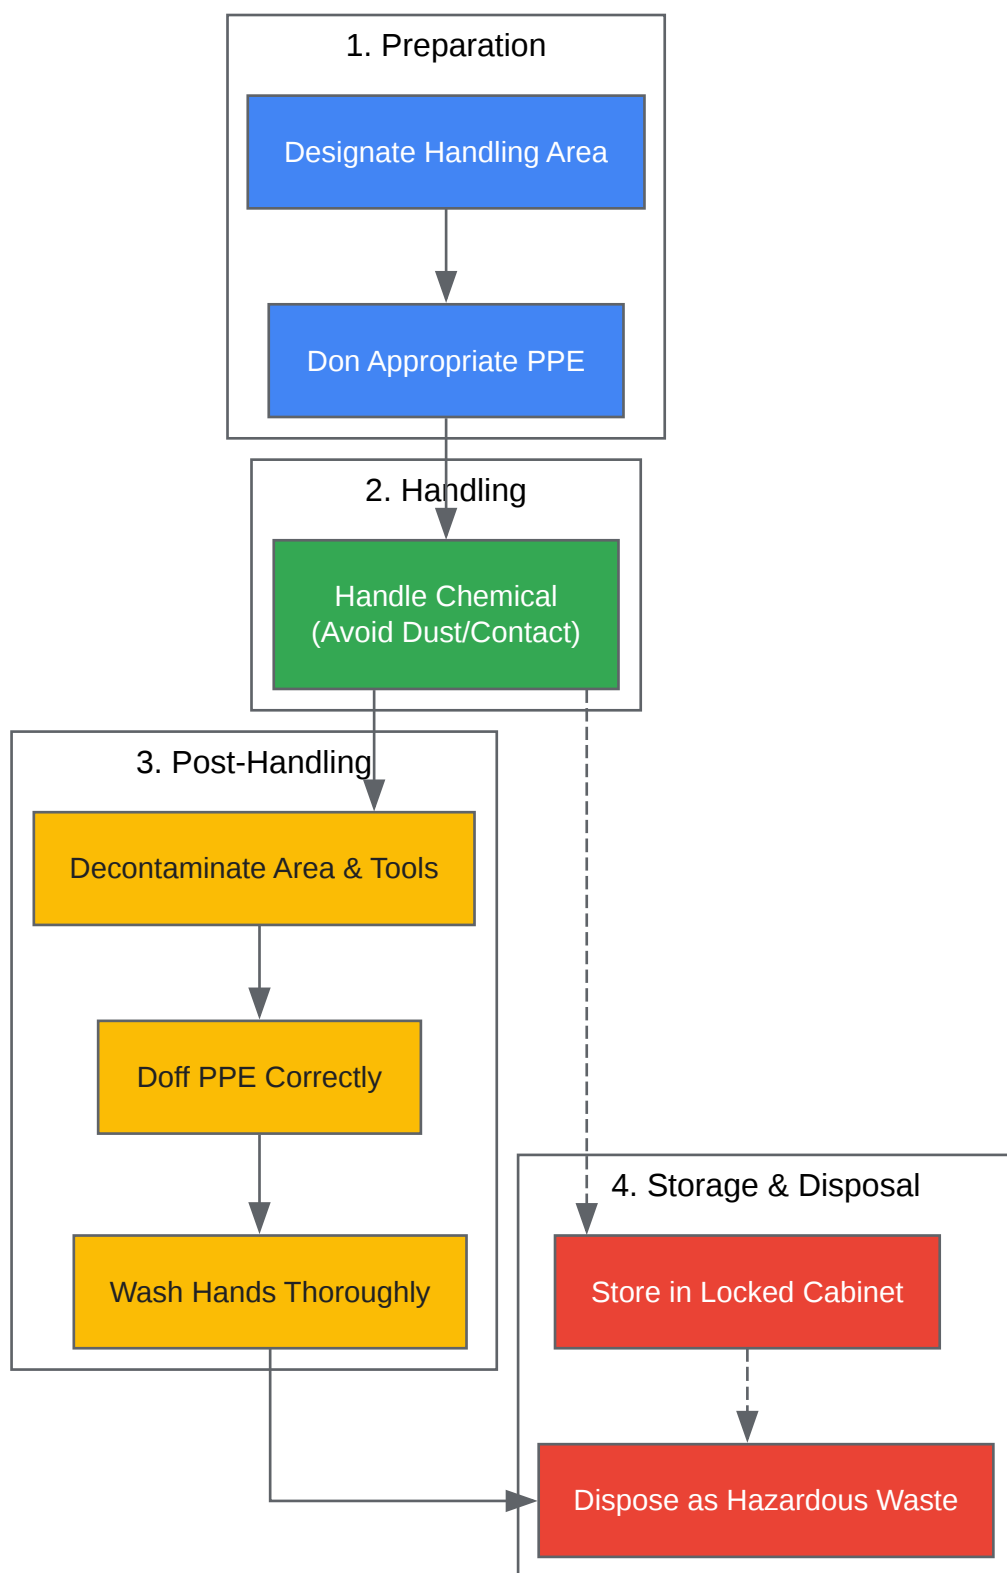 1. Preparation
Designate Handling Area
Don Appropriate PPE
2. Handling
Handle Chemical
(Avoid Dust/Contact)
3. Post-Handling
Decontaminate Area & Tools
Doff PPE Correctly
Wash Hands Thoroughly
4. Storage & Disposal
Store in Locked Cabinet
Dispose as Hazardous Waste